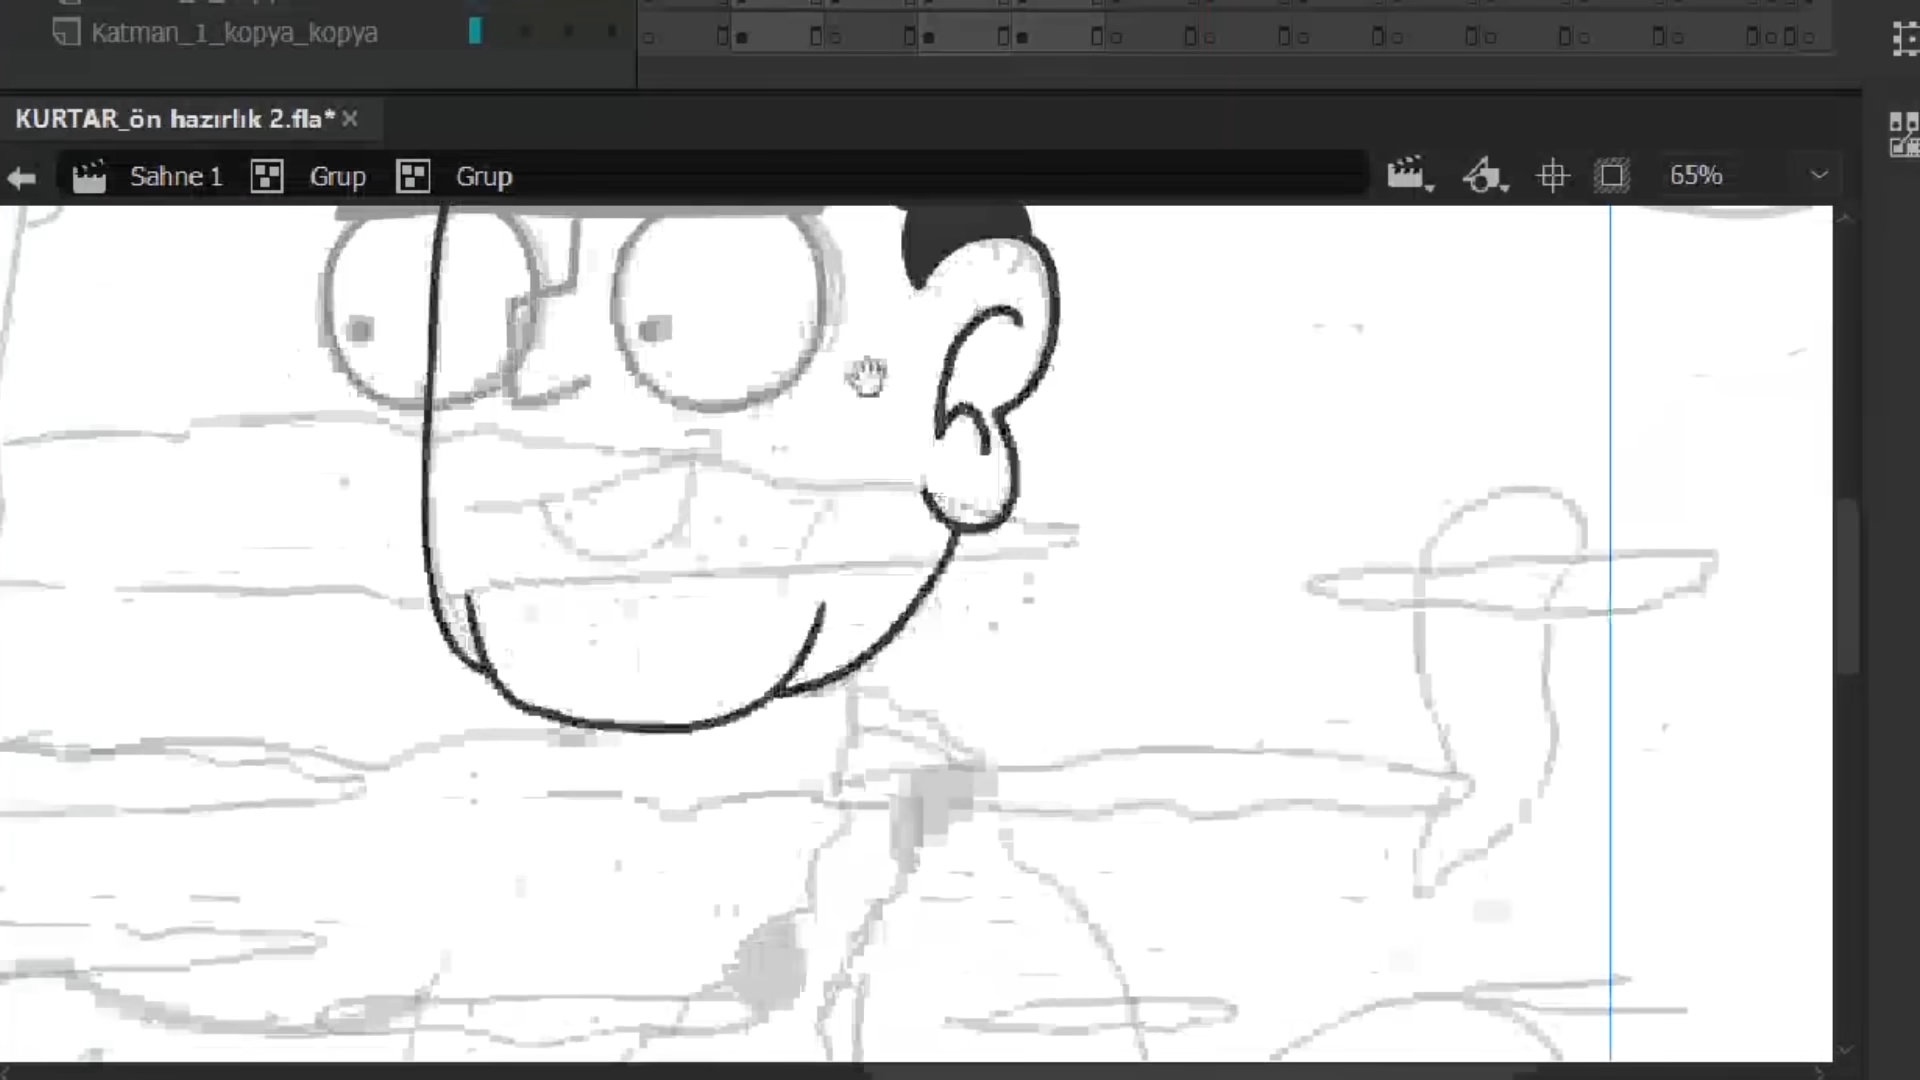 Katman_1_kopya_kopya
KURTAR_ön hazırlık 2.fla*
Sahne 1 Grup Grup 65%